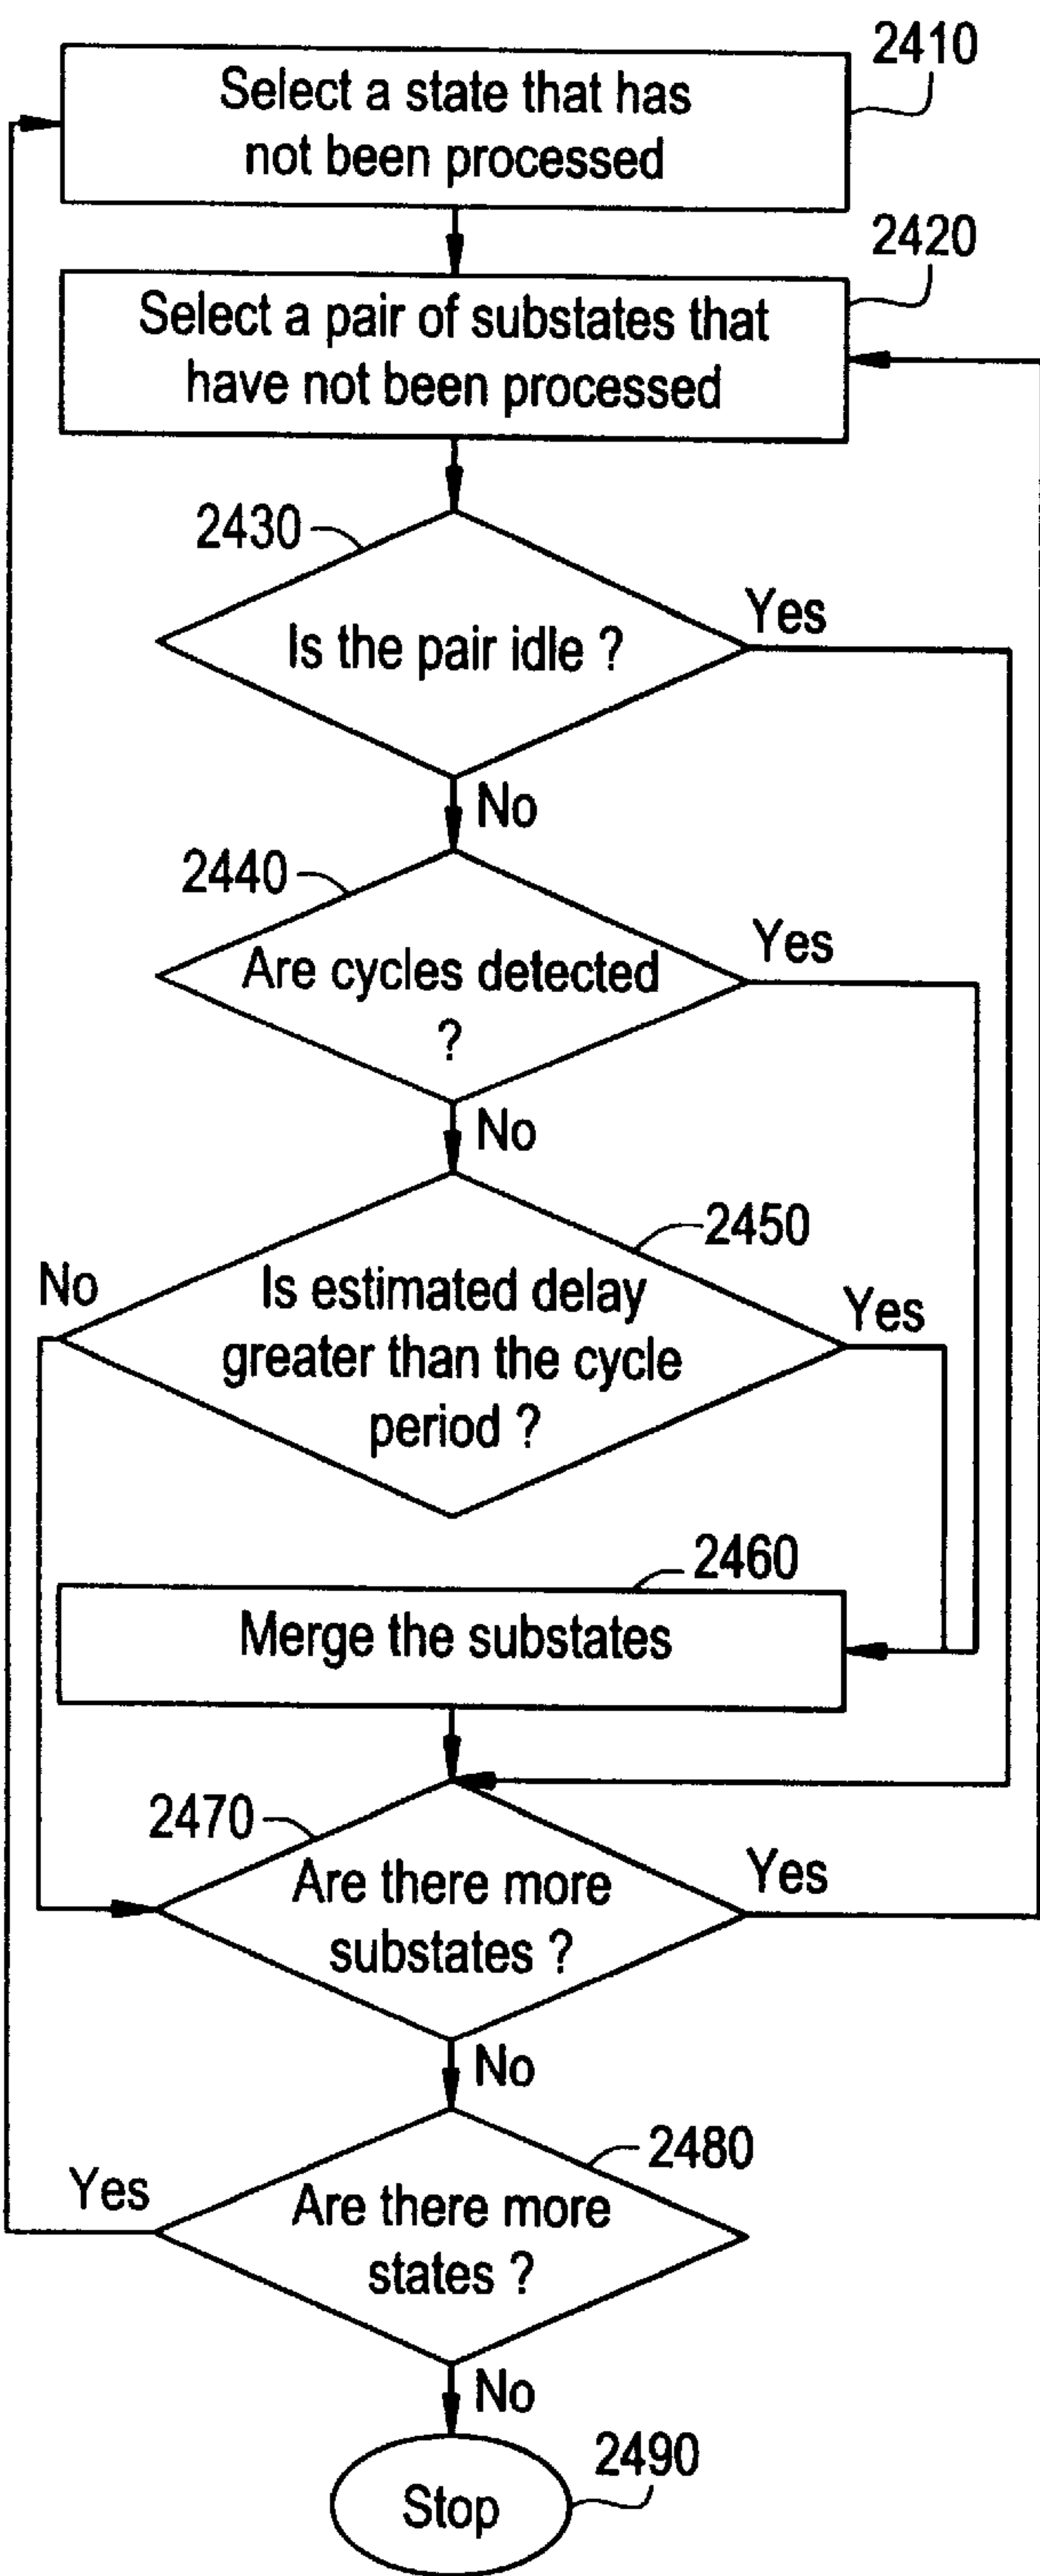 2410
Select a state that has
not been processed
2420
Select a pair of substates that
have not been processed
2430
Is the pair idle ?
Yes
No
2440
Are cycles detected
?
Yes
No
2450
No
Is estimated delay
greater than the cycle
period ?
Yes
2460
Merge the substates
2470
Are there more
substates ?
Yes
No
2480
Yes
Are there more
states ?
No
2490
Stop